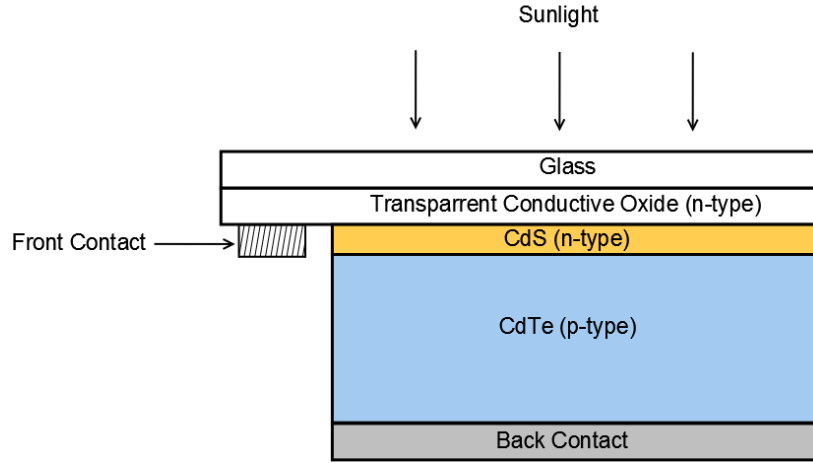 Sunlight
Glass
Transparrent Conductive Oxide (n-type)
Front Contact
CdS (n-type)
CdTe (p-type)
Back Contact